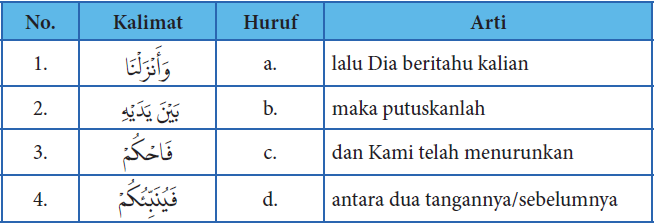 No. Kalimat Huruf Arti
1. وَأَنْزَلْنَا a. lalu Dia beritahu kalian
2. بَيْنَ يَدَيْهِ b. maka putuskanlah
3. فَاحْكُمْ c. dan Kami telah menurunkan
4. فَيُنَبِّئُكُمْ d. antara dua tangannya/sebelumnya